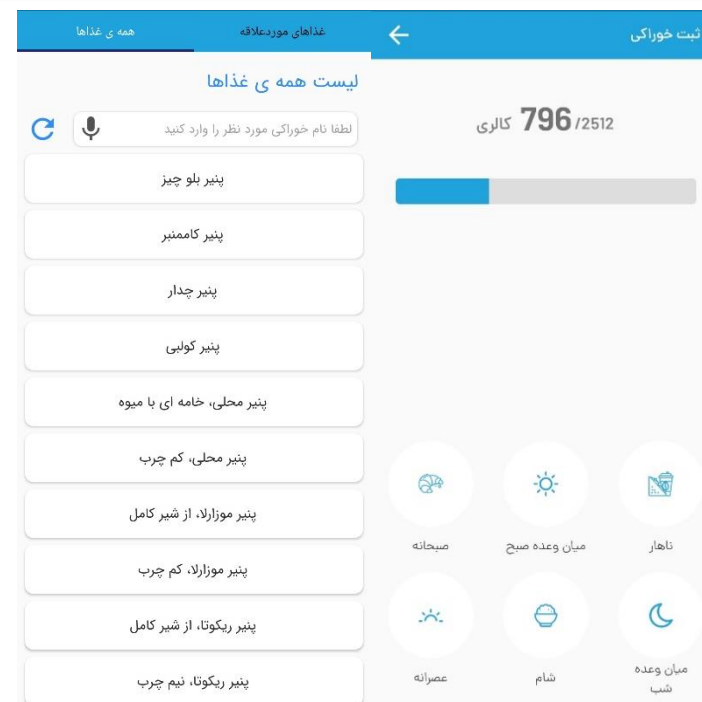 ثبت خوراکی
796/2512 کالری
ناهار
میان وعده صبح
صبحانه
میان وعده
شب
شام
عصرانه
غذاهای موردعلاقه
همه ی غذاها
لیست همه ی غذاها
لطفا نام خوراکی مورد نظر را وارد کنید
پنیر بلو چیز
پنیر کاممنبر
پنیر چدار
پنیر کولبی
پنیر محلی، خامه ای با میوه
پنیر محلی، کم چرب
پنیر موزارلا، از شیر کامل
پنیر موزارلا، کم چرب
پنیر ریکوتا، از شیر کامل
پنیر ریکوتا، نیم چرب